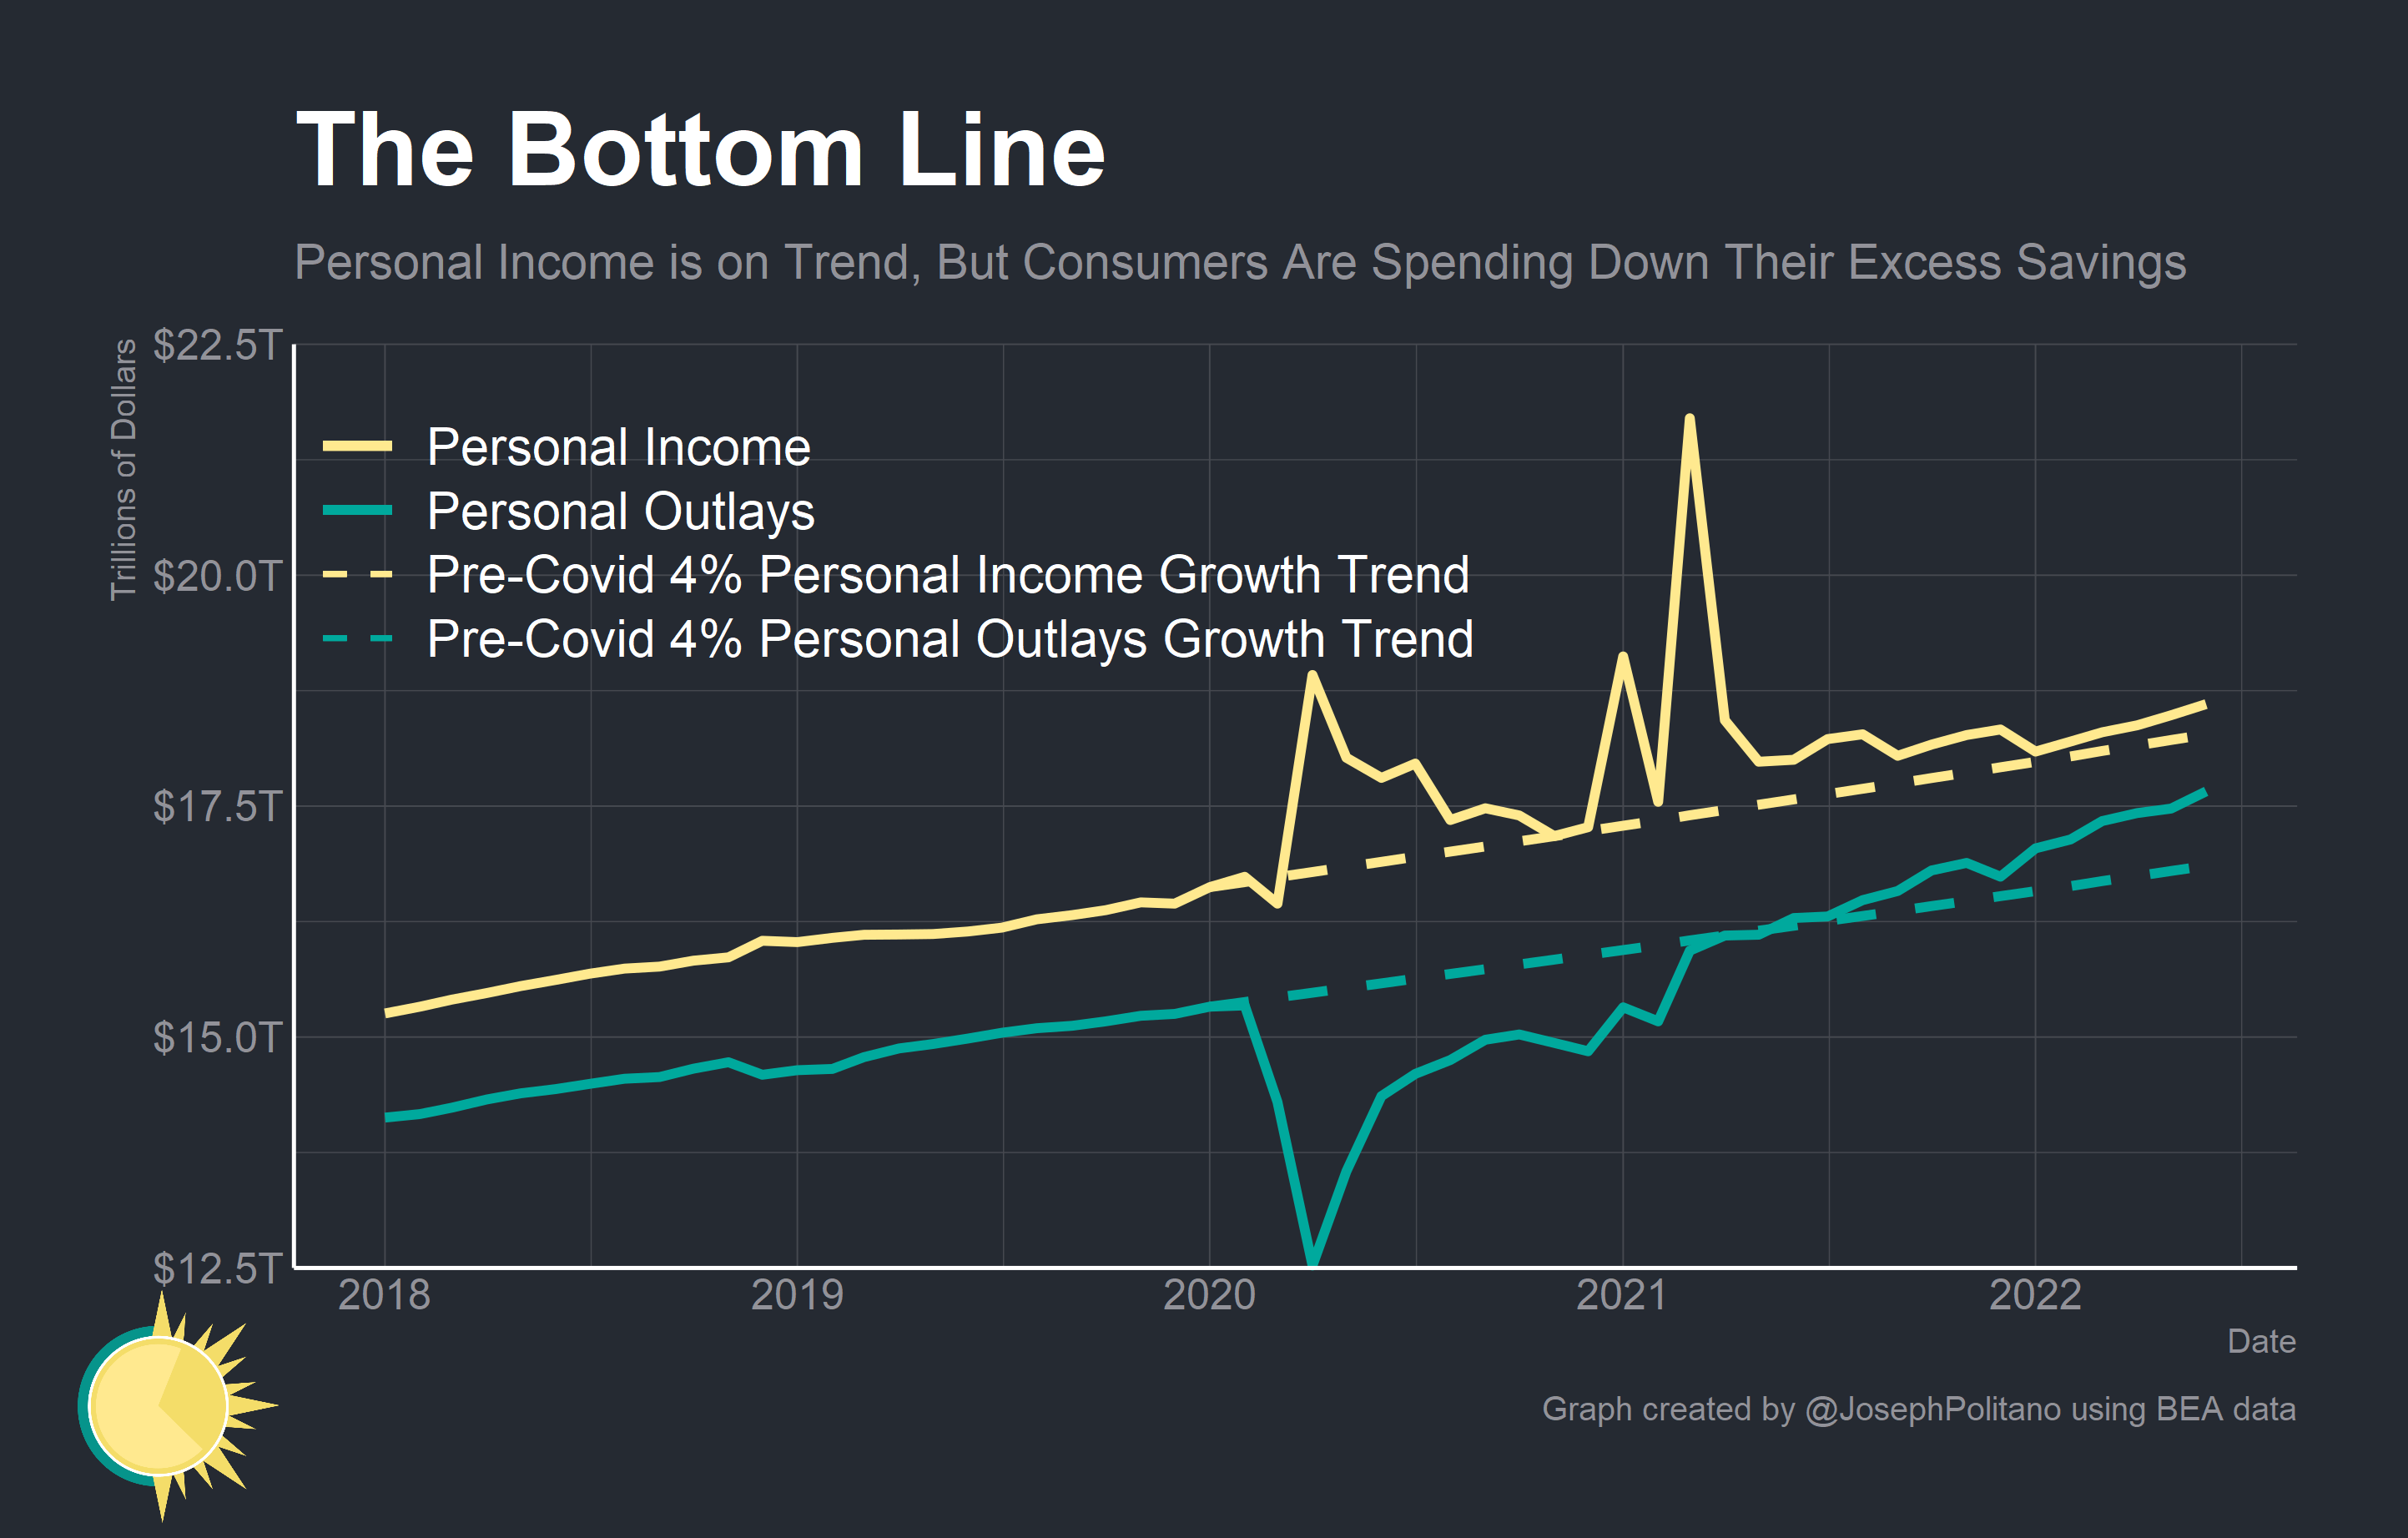 The Bottom Line
Personal Income is on Trend, But Consumers Are Spending Down Their Excess Savings
Trillions of Dollars
$22.5T
$20.0T
$17.5T
$15.0T
$12.5T
Personal Income
Personal Outlays
Pre-Covid 4% Personal Income Growth Trend
Pre-Covid 4% Personal Outlays Growth Trend
2018 2019 2020 2021 2022
Date
Graph created by @JosephPolitano using BEA data